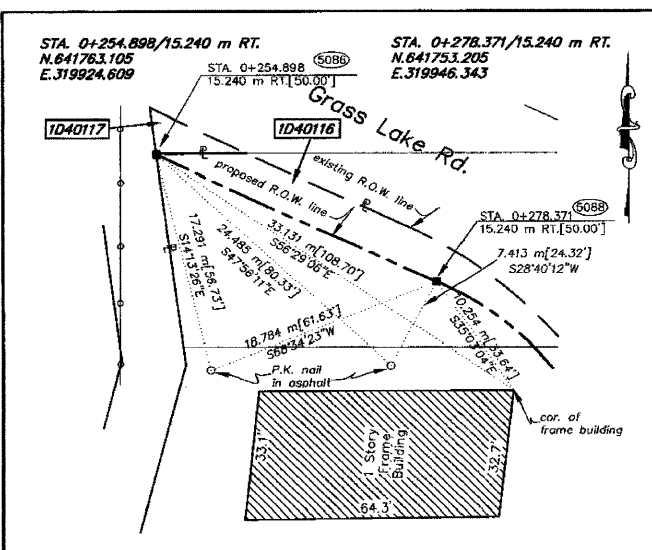 STA. 0+254.898/15.240 m RT.
N.641763.105
E.319924.609
STA. 0+278.371/15.240 m RT.
N.641753.205
E.319946.343
STA. 0+254.898
5086
15.240 m RT.[50.00']
Grass Lake Rd.
1D40117
1D40116
existing R.O.W. line
proposed R.O.W. line
STA. 0+278.371
5088
15.240 m RT.[50.00']
33.131 m[108.70']
S56°29'06"E
7.413 m[24.32']
S28°40'12"W
17.291 m[56.73']
S14°13'26"E
24.485 m[80.33']
S47°56'11"E
10.254 m[33.64']
S35°03'04"E
18.784 m[61.63']
S68°34'23"W
P.K. nail
in asphalt
cor. of
frame building
33.1'
1 Story
Frame
Building
32.7'
64.3'